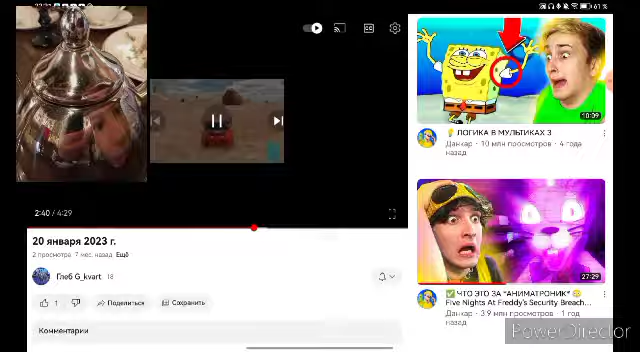 61 %
2:40 / 4:29
20 января 2023 г.
2 просмотра 7 мес. назад Ещё
Глеб G_kvart 18
1
Поделиться
Сохранить
Комментарии
10:09
💡 ЛОГИКА В МУЛЬТИКАХ 3
Данкар · 10 млн просмотров · 4 года
назад
27:29
✅ ЧТО ЭТО ЗА *АНИМАТРОНИК* 😳
Five Nights At Freddy's Security Breach...
Данкар · 3.9 млн просмотров · 1 год
назад
PowerDirector